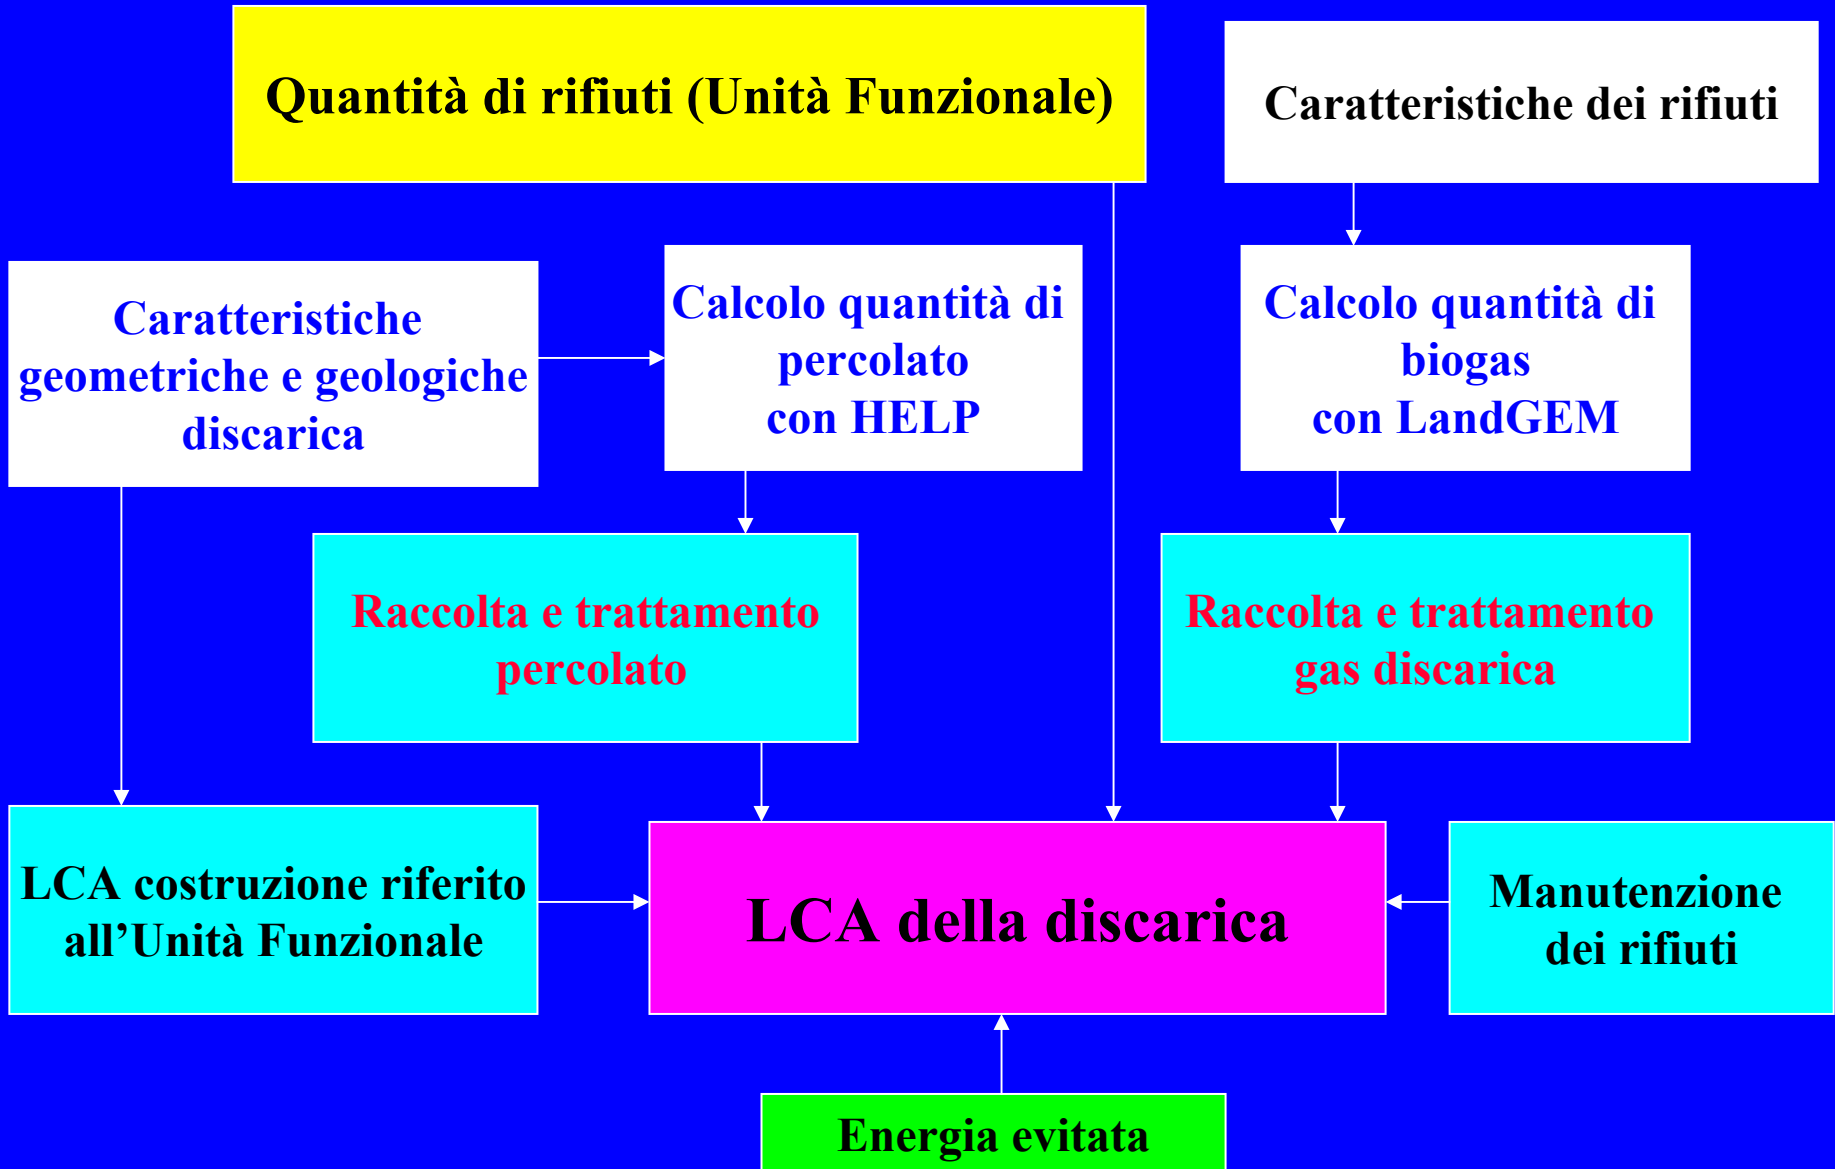 Quantità di rifiuti (Unità Funzionale)
Caratteristiche dei rifiuti
Caratteristiche
geometriche e geologiche
discarica
Calcolo quantità di
percolato
con HELP
Calcolo quantità di
biogas
con LandGEM
Raccolta e trattamento
percolato
Raccolta e trattamento
gas discarica
LCA costruzione riferito
all’Unità Funzionale
LCA della discarica
Manutenzione
dei rifiuti
Energia evitata